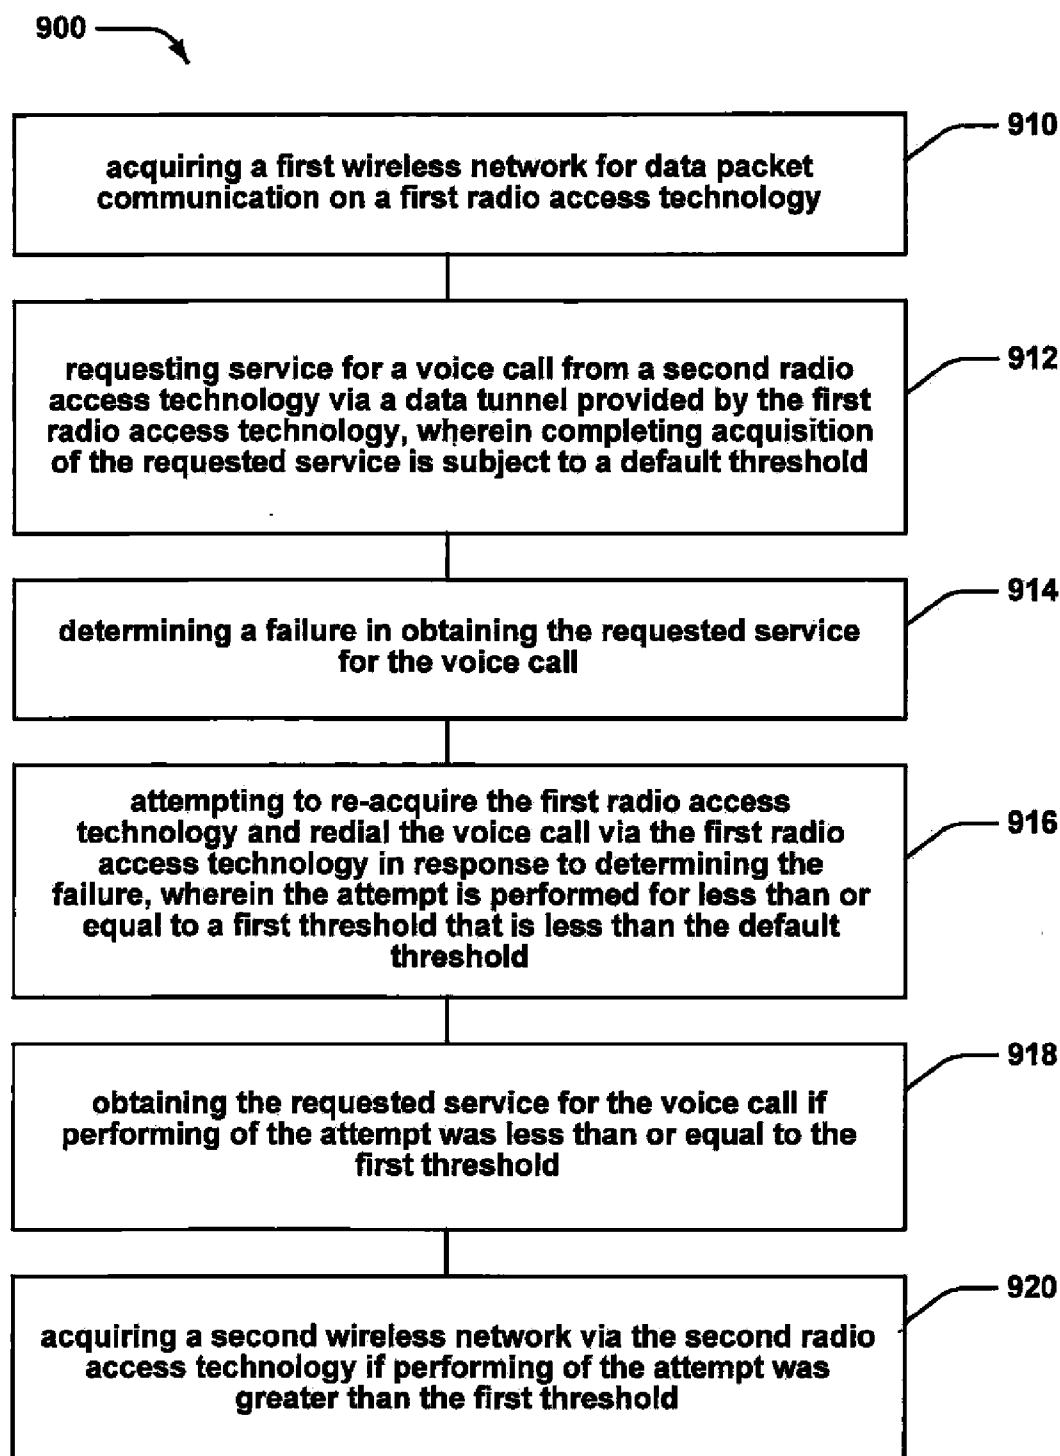 900
910
acquiring a first wireless network for data packet
communication on a first radio access technology
912
requesting service for a voice call from a second radio
access technology via a data tunnel provided by the first
radio access technology, wherein completing acquisition
of the requested service is subject to a default threshold
914
determining a failure in obtaining the requested service
for the voice call
916
attempting to re-acquire the first radio access
technology and redial the voice call via the first radio
access technology in response to determining the
failure, wherein the attempt is performed for less than or
equal to a first threshold that is less than the default
threshold
918
obtaining the requested service for the voice call if
performing of the attempt was less than or equal to the
first threshold
920
acquiring a second wireless network via the second radio
access technology if performing of the attempt was
greater than the first threshold